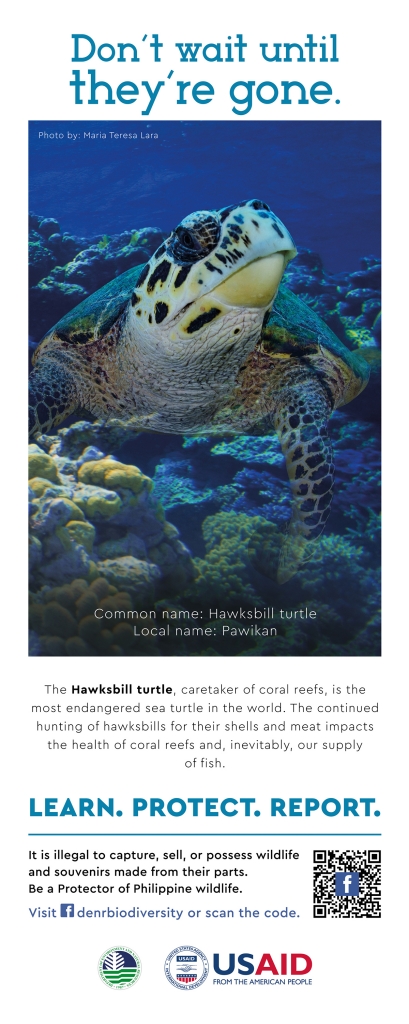 Don't wait until
they're gone.
Photo by: Maria Teresa Lara
Common name: Hawksbill turtle
Local name: Pawikan
The Hawksbill turtle, caretaker of coral reefs, is the
most endangered sea turtle in the world. The continued
hunting of hawksbills for their shells and meat impacts
the health of coral reefs and, inevitably, our supply
of fish.
LEARN. PROTECT. REPORT.
It is illegal to capture, sell, or possess wildlife
and souvenirs made from their parts.
Be a Protector of Philippine wildlife.
Visit f denrbiodiversity or scan the code.
f
USAID
USAID
FROM THE AMERICAN PEOPLE